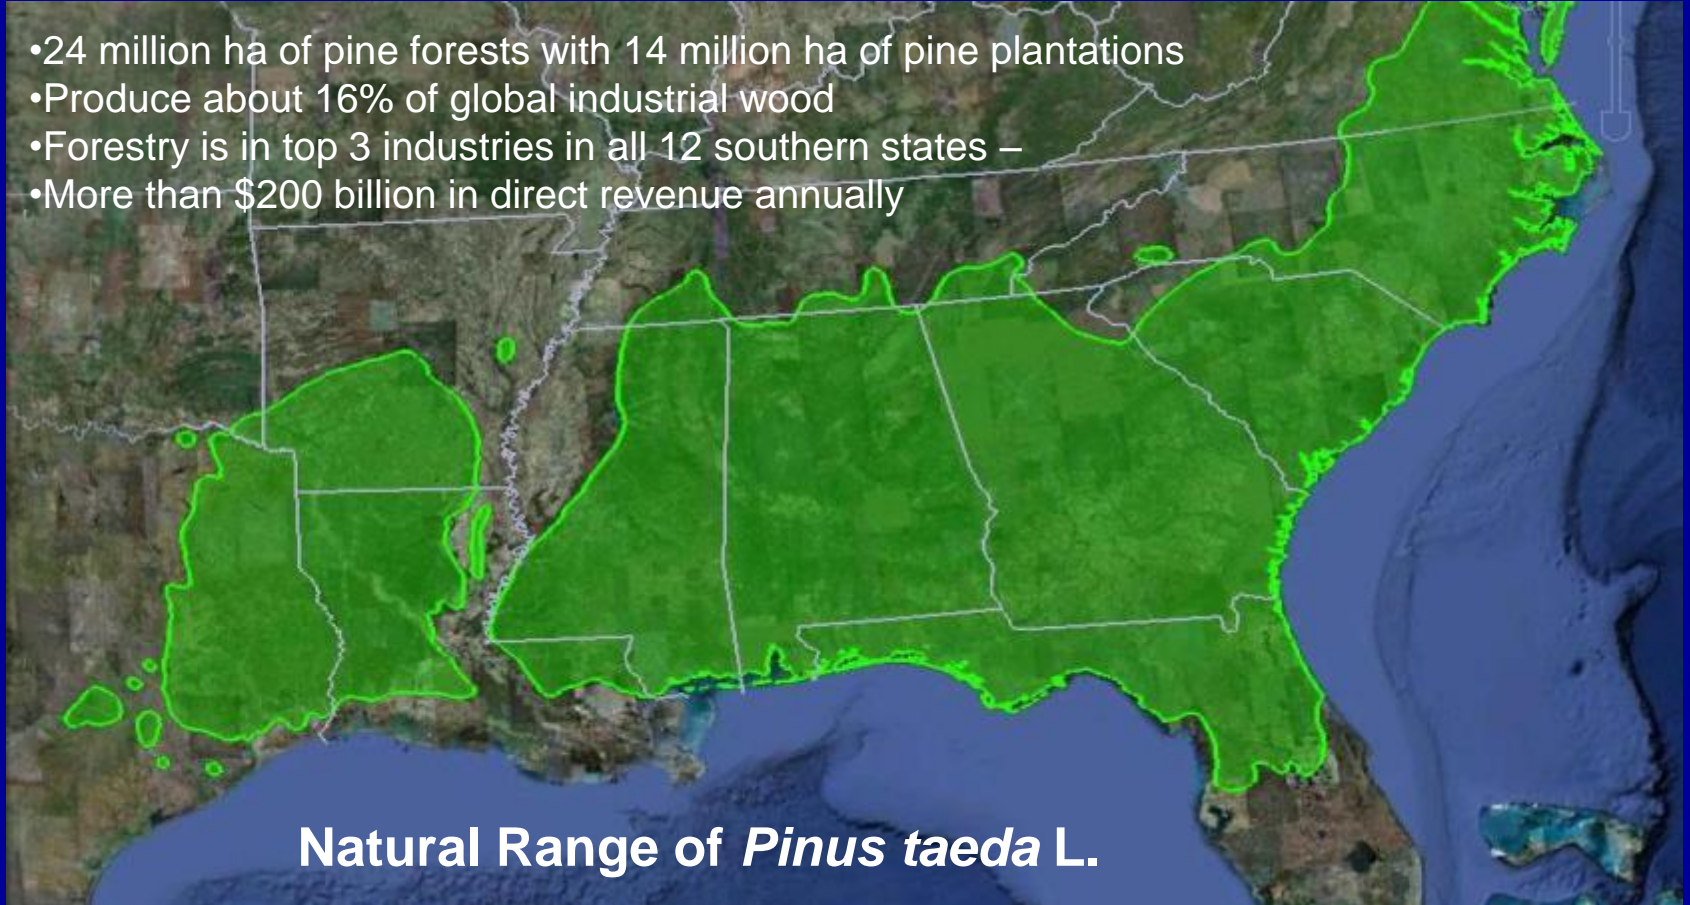 •24 million ha of pine forests with 14 million ha of pine plantations
•Produce about 16% of global industrial wood
•Forestry is in top 3 industries in all 12 southern states –
•More than $200 billion in direct revenue annually
Natural Range of Pinus taeda L.